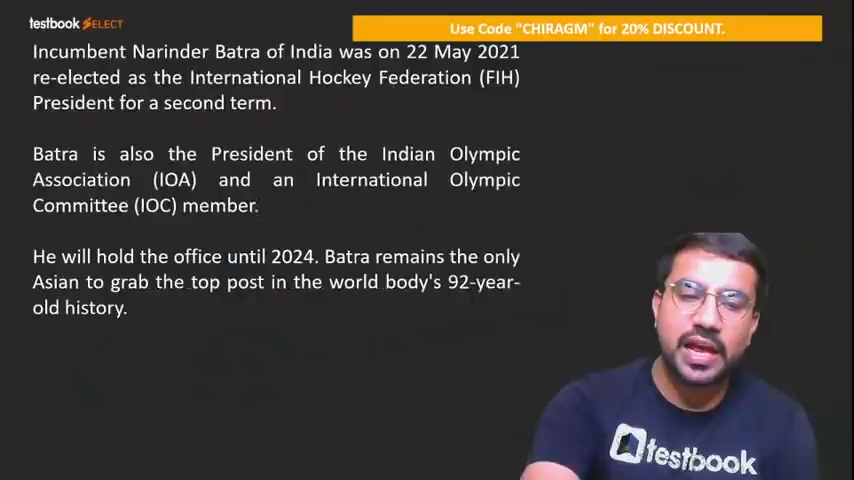 testbook SELECT
Use Code "CHIRAGM" for 20% DISCOUNT.
Incumbent Narinder Batra of India was on 22 May 2021
re-elected as the International Hockey Federation (FIH)
President for a second term.
Batra is also the President of the Indian Olympic
Association (IOA) and an International Olympic
Committee (IOC) member.
He will hold the office until 2024. Batra remains the only
Asian to grab the top post in the world body's 92-year-
old history.
testbook